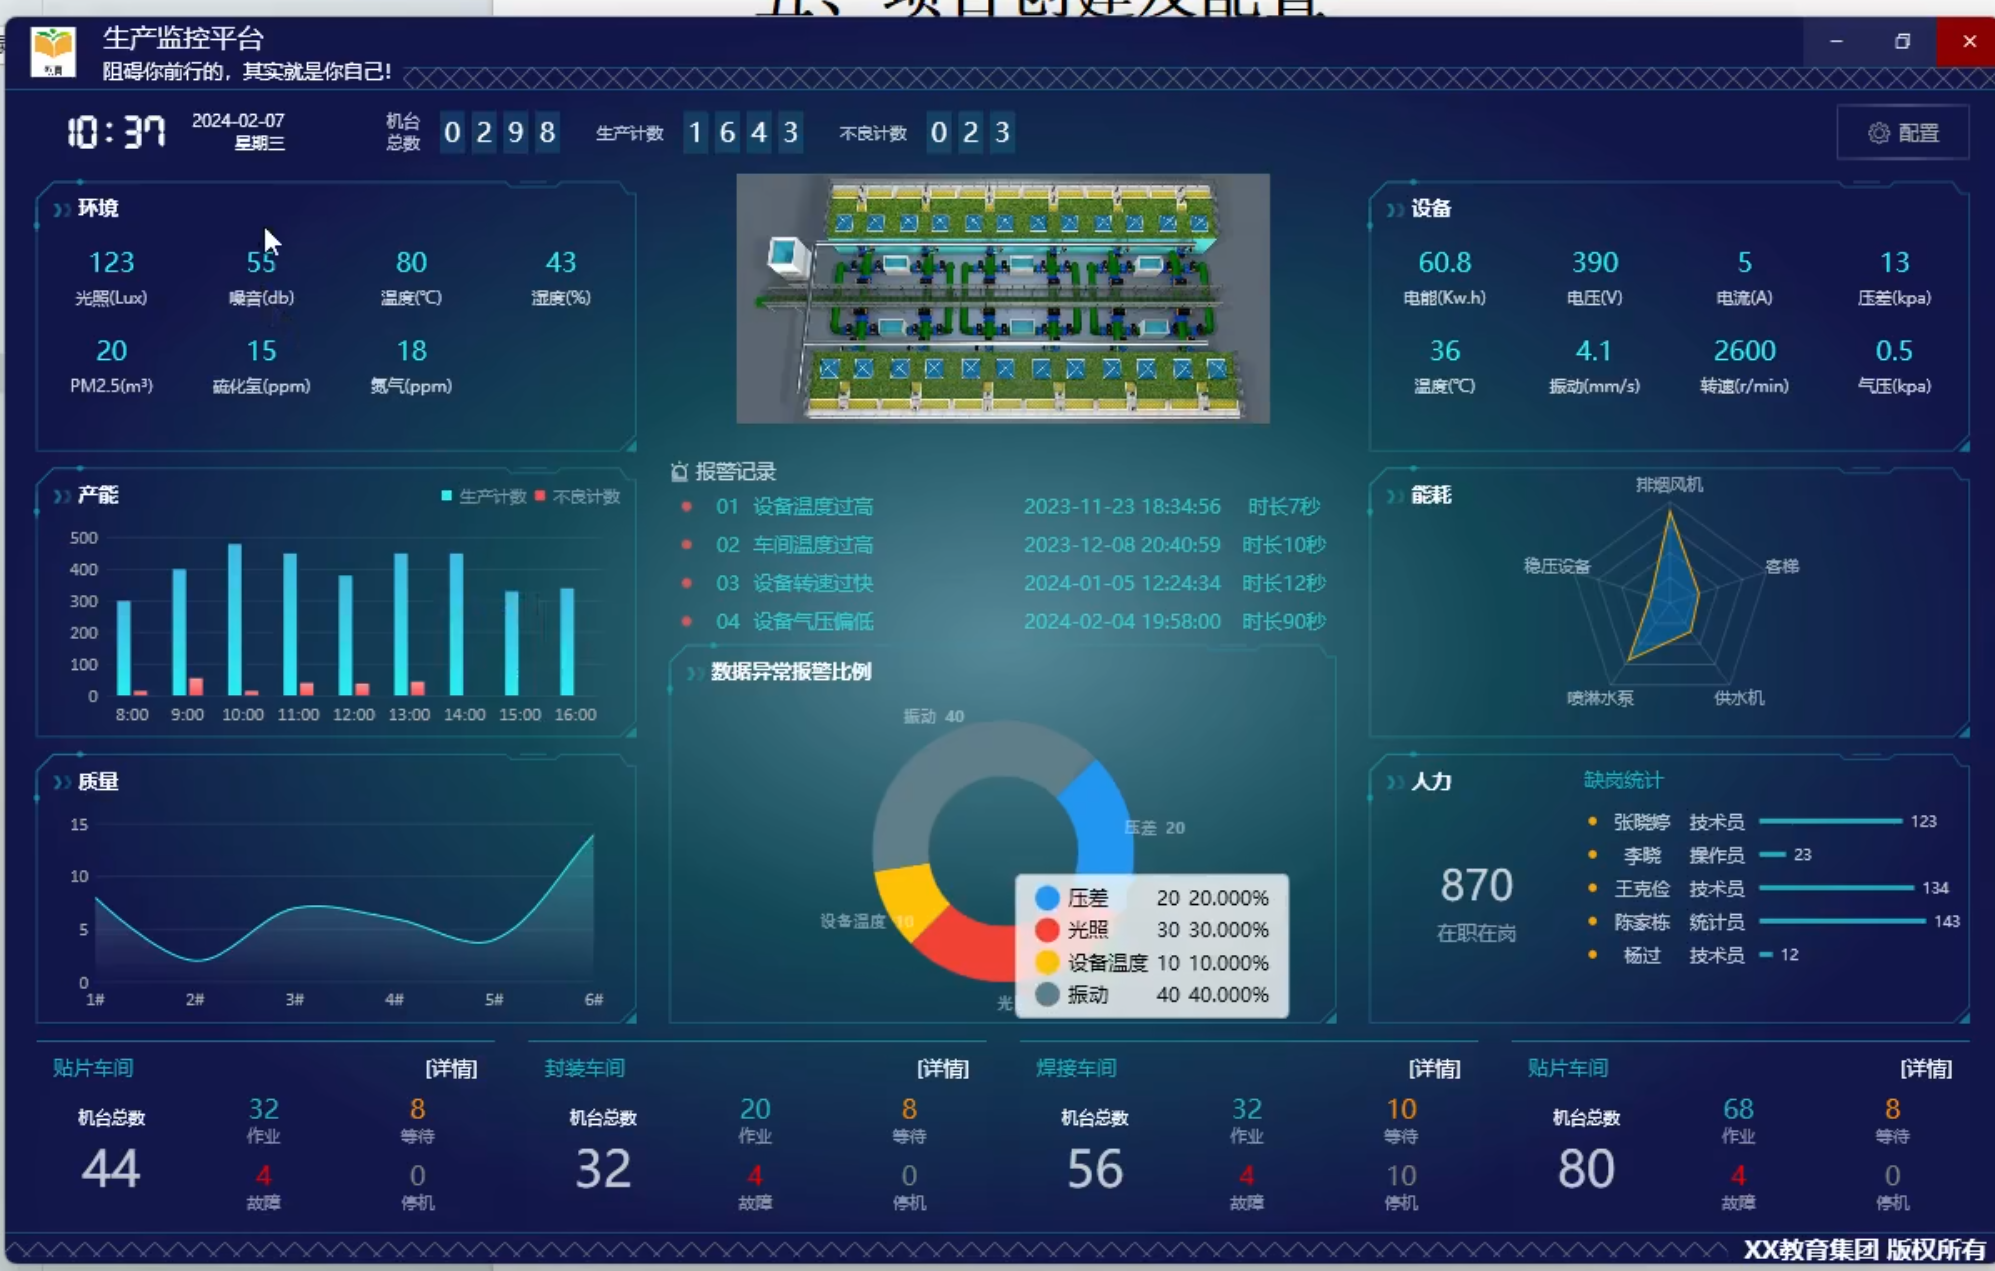 五、项目创建及配置
生产监控平台
阻碍你前行的，其实就是你自己!
教育
10:37
2024-02-07
星期三
机台
总数
0298
生产计数
1643
不良计数
023
配置
环境
123 55 80 43
光照(Lux) 噪音(db) 温度(℃) 湿度(%)
20 15 18
PM2.5(m³) 硫化氢(ppm) 氮气(ppm)
产能
生产计数 不良计数
500
400
300
200
100
0
8:00 9:00 10:00 11:00 12:00 13:00 14:00 15:00 16:00
质量
15
10
5
0
1# 2# 3# 4# 5# 6#
报警记录
01 设备温度过高 2023-11-23 18:34:56 时长7秒
02 车间温度过高 2023-12-08 20:40:59 时长10秒
03 设备转速过快 2024-01-05 12:24:34 时长12秒
04 设备气压偏低 2024-02-04 19:58:00 时长90秒
数据异常报警比例
振动 40
压差 20
设备温度 10
光
压差 20 20.000%
光照 30 30.000%
设备温度 10 10.000%
振动 40 40.000%
设备
60.8 390 5 13
电能(Kw.h) 电压(V) 电流(A) 压差(kpa)
36 4.1 2600 0.5
温度(℃) 振动(mm/s) 转速(r/min) 气压(kpa)
能耗
排烟风机
稳压设备
客梯
喷淋水泵
供水机
人力
870
在职在岗
缺岗统计
张晓婷 技术员 123
李晓 操作员 23
王克俭 技术员 134
陈家栋 统计员 143
杨过 技术员 12
贴片车间 [详情]
机台总数
44
32
作业
8
等待
4
故障
0
停机
封装车间 [详情]
机台总数
32
20
作业
8
等待
4
故障
0
停机
焊接车间 [详情]
机台总数
56
32
作业
10
等待
4
故障
10
停机
贴片车间 [详情]
机台总数
80
68
作业
8
等待
4
故障
0
停机
XX教育集团 版权所有